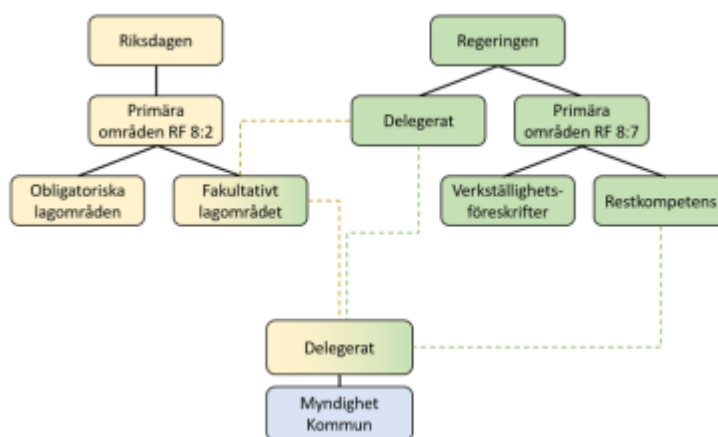 Riksdagen
Regeringen
Primära
områden RF 8:2
Delegerat
Primära
områden RF 8:7
Obligatoriska
lagområden
Fakultativt
lagområdet
Verkställighets-
föreskrifter
Restkompetens
Delegerat
Myndighet
Kommun